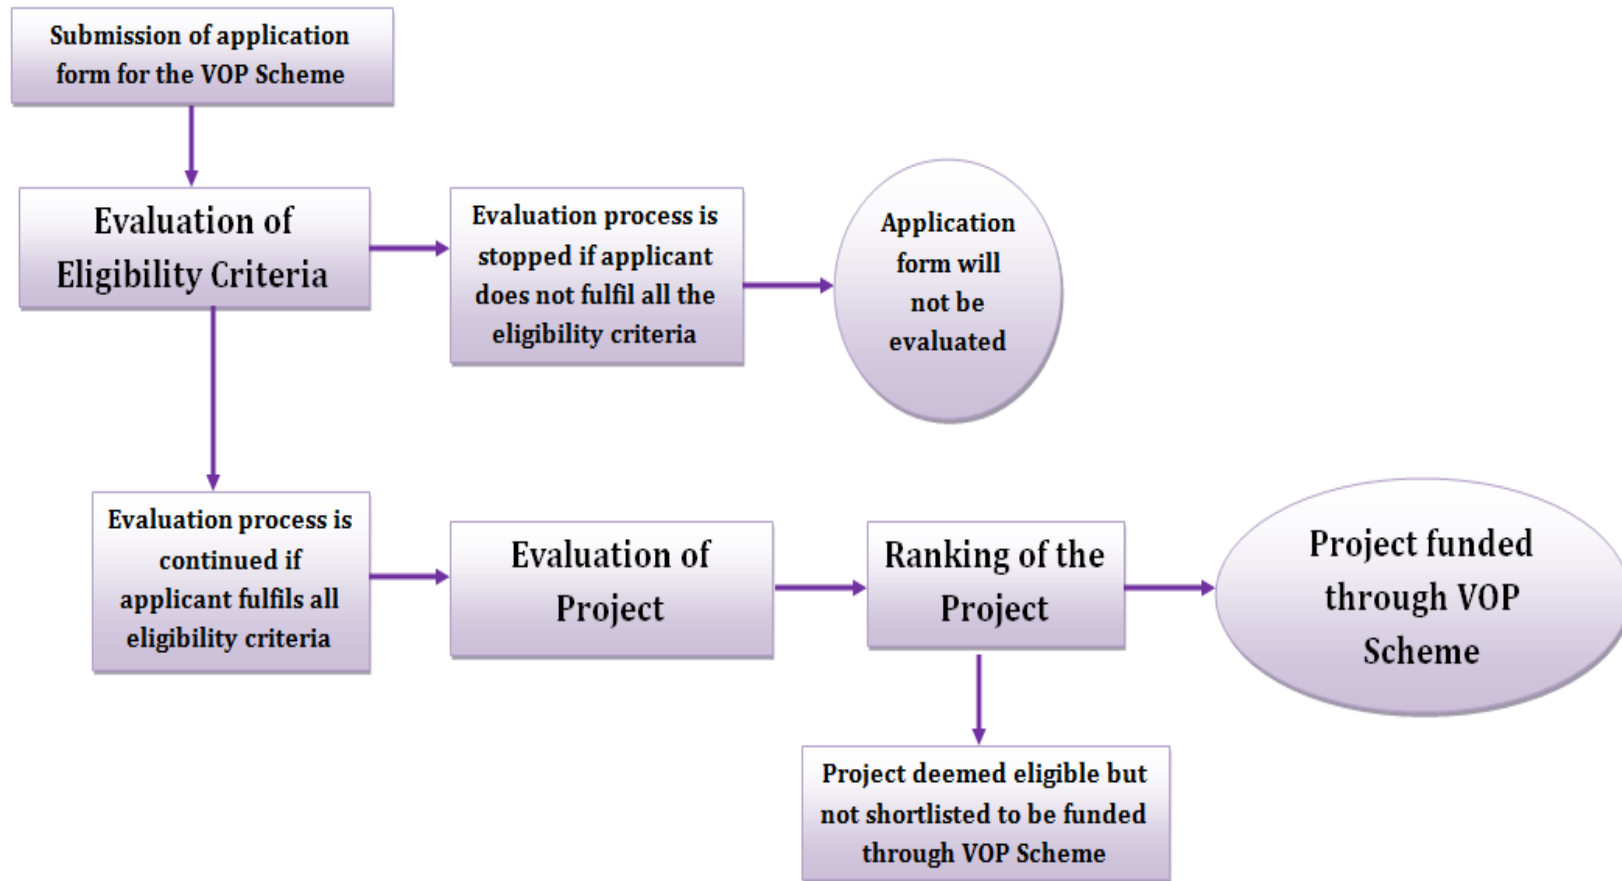 Submission of application
form for the VOP Scheme
Evaluation of
Eligibility Criteria
Evaluation process is
stopped if applicant
does not fulfil all the
eligibility criteria
Application
form will
not be
evaluated
Evaluation process is
continued if
applicant fulfils all
eligibility criteria
Evaluation of
Project
Ranking of the
Project
Project funded
through VOP
Scheme
Project deemed eligible but
not shortlisted to be funded
through VOP Scheme